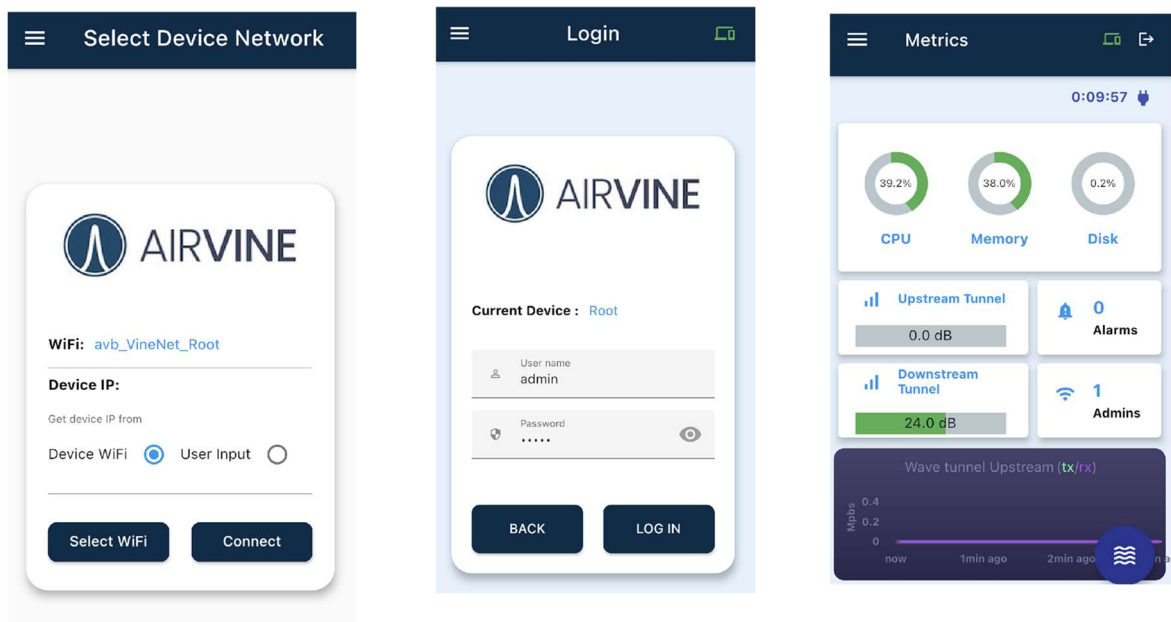 Select Device Network
AIRVINE
WiFi: avb_VineNet_Root
Device IP:
Get device IP from
Device WiFi User Input
Select WiFi Connect
Login
AIRVINE
Current Device : Root
User name
admin
Password
•••••
BACK LOG IN
Metrics
0:09:57
39.2% 38.0% 0.2%
CPU Memory Disk
Upstream Tunnel
0.0 dB
0
Alarms
Downstream
Tunnel
24.0 dB
1
Admins
Wave tunnel Upstream (tx/rx)
Mpbs
0.4
0.2
0
now 1min ago 2min ago